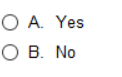 A. Yes
B. No